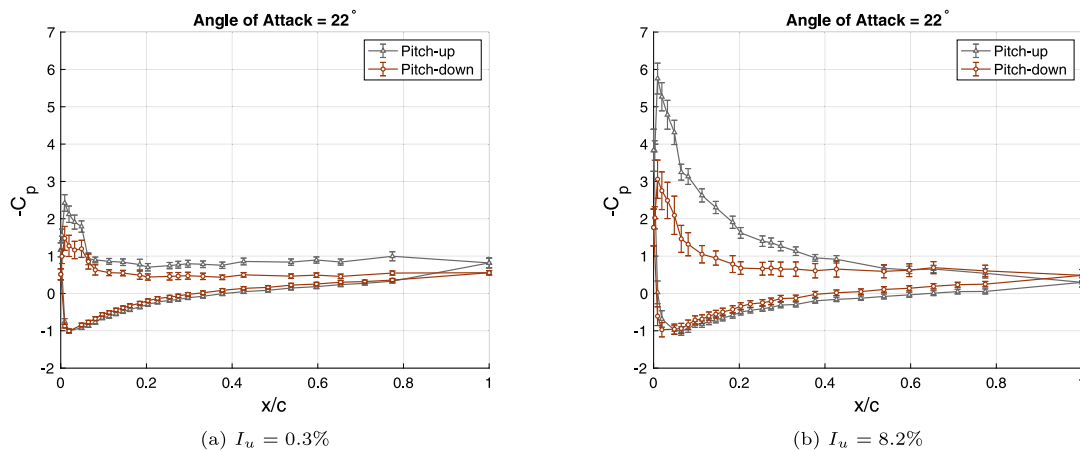 Angle of Attack = 22°
7
6
5
4
3
2
1
0
-1
-2
-C_p
0
0.2
0.4
0.6
0.8
1
x/c
Pitch-up
Pitch-down
(a) I_u = 0.3%
Angle of Attack = 22°
7
6
5
4
3
2
1
0
-1
-2
-C_p
0
0.2
0.4
0.6
0.8
1
x/c
Pitch-up
Pitch-down
(b) I_u = 8.2%